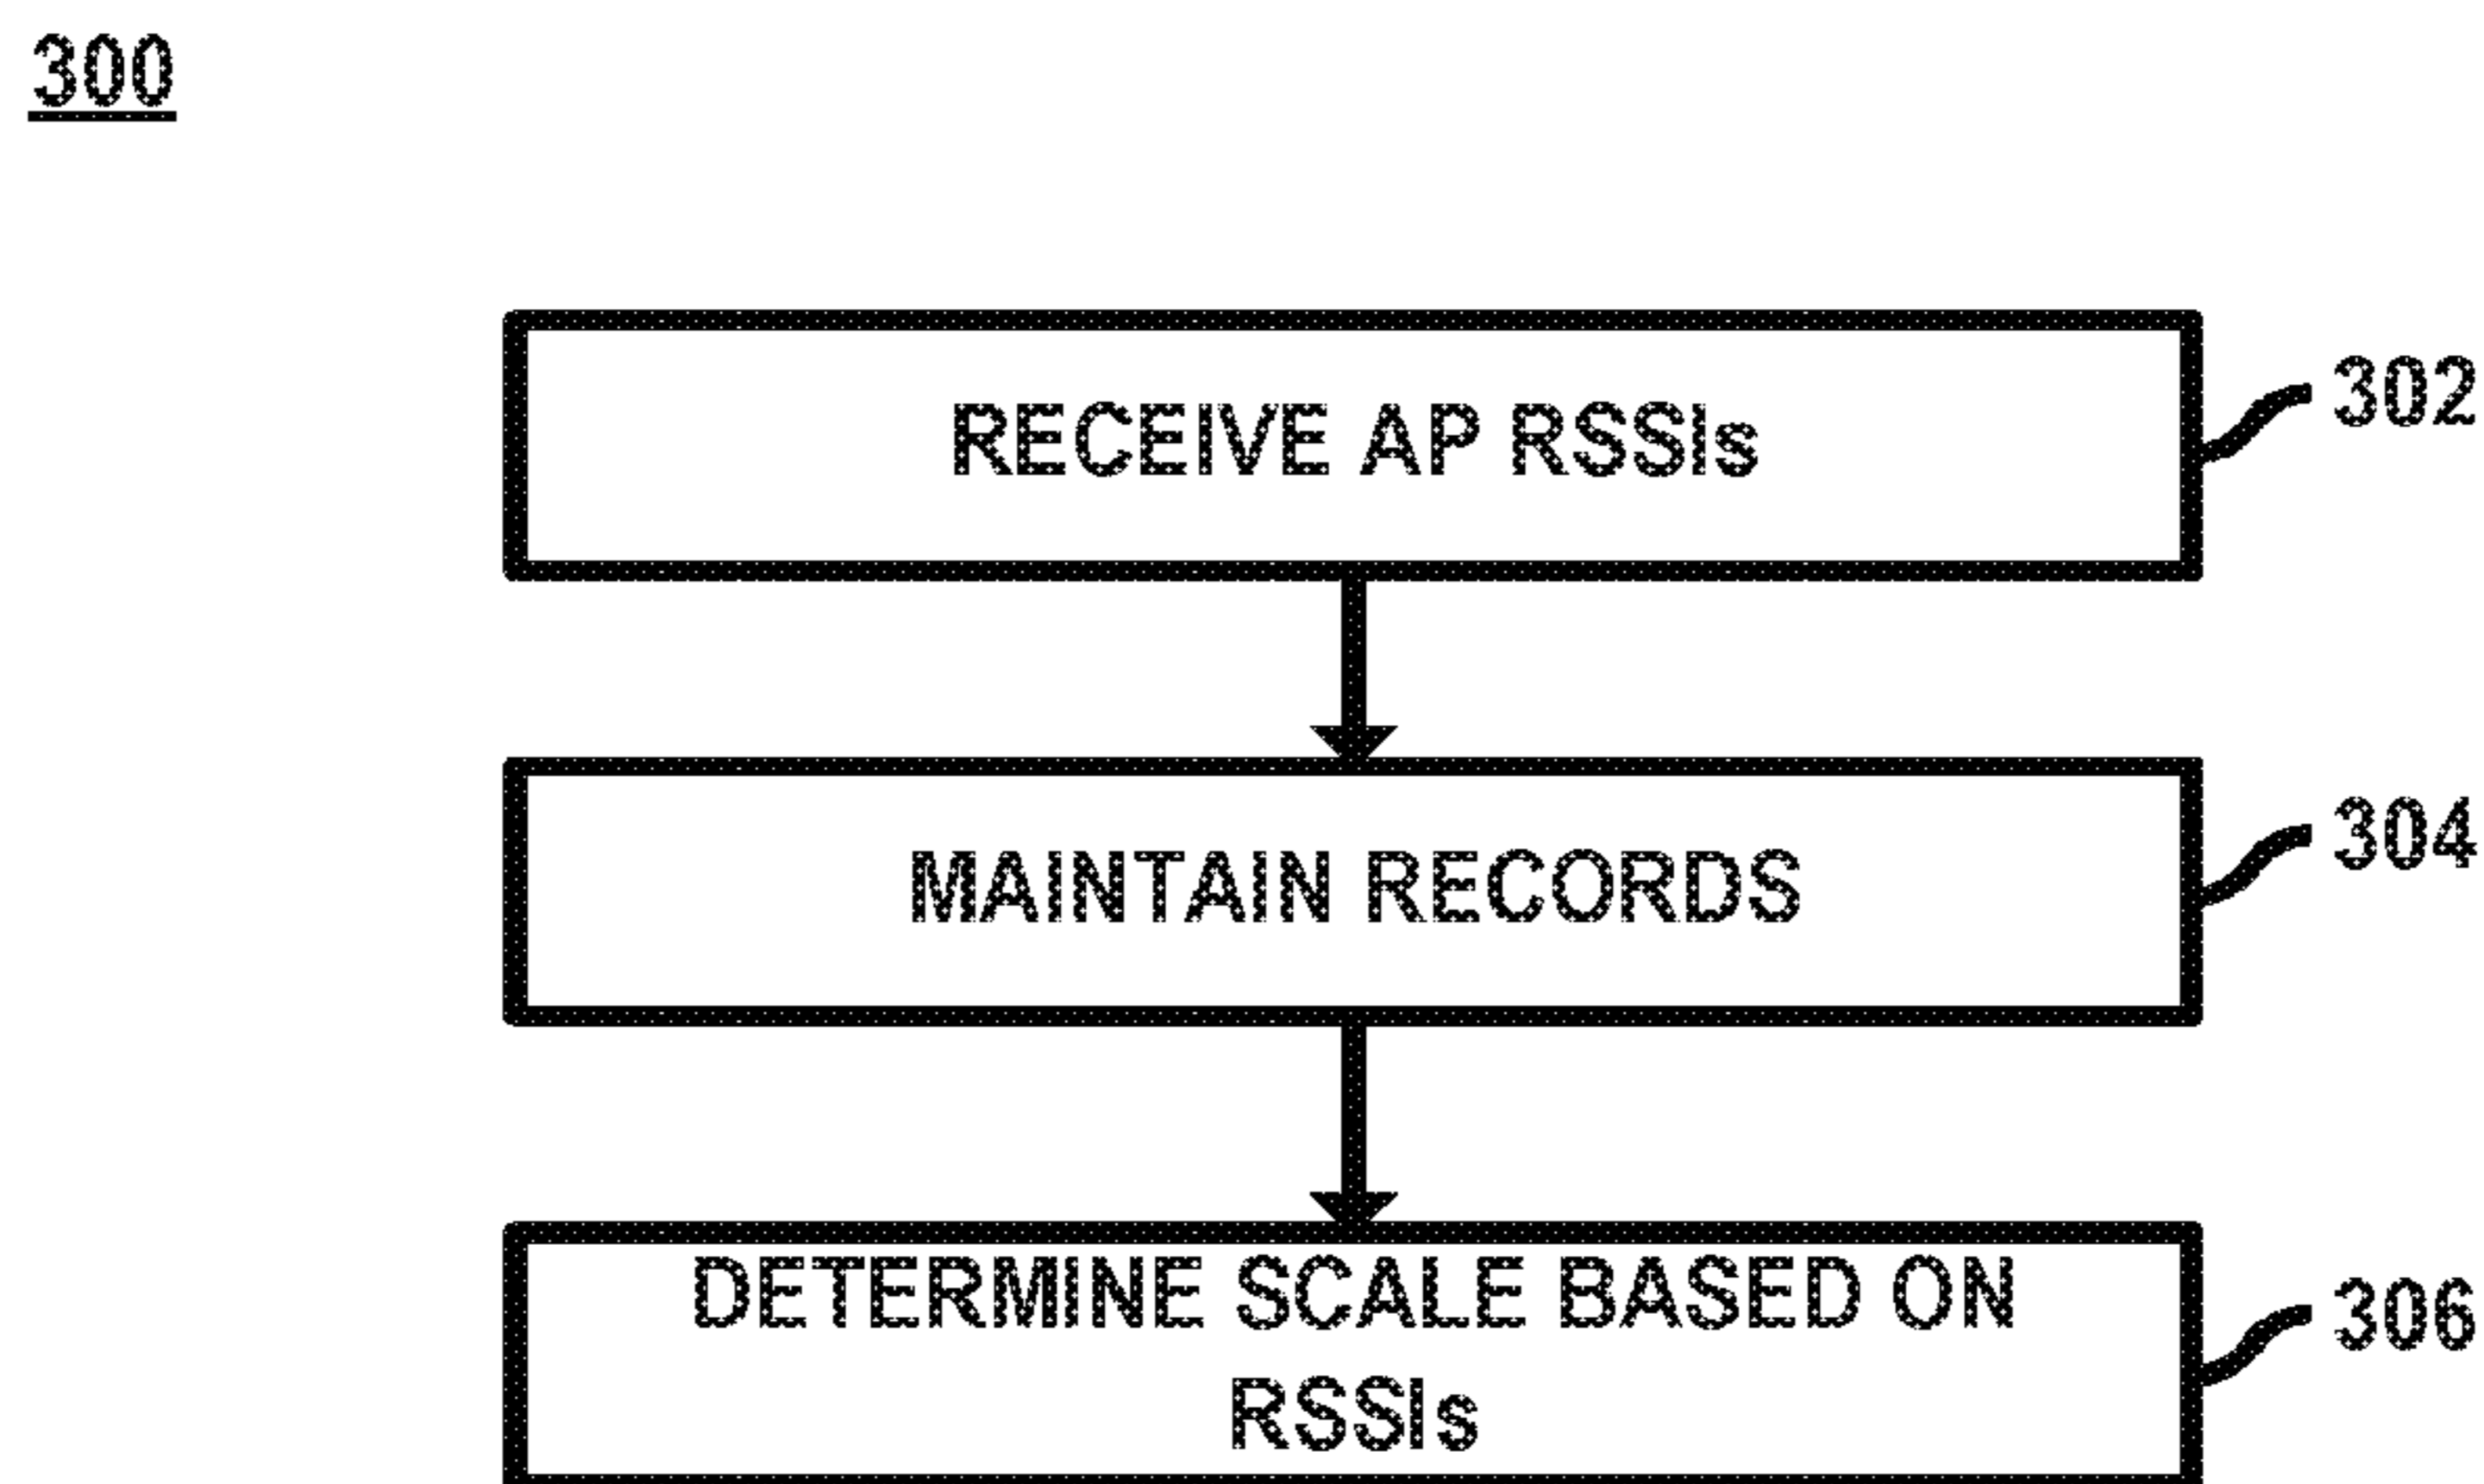 300
RECEIVE AP RSSIs
302
MAINTAIN RECORDS
304
DETERMINE SCALE BASED ON
RSSIs
306